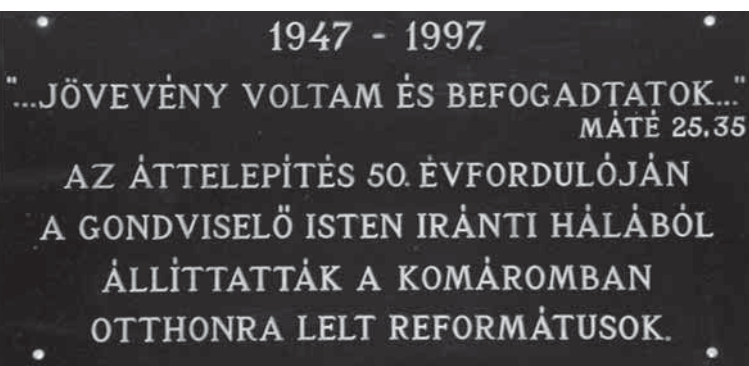 1947 - 1997.
"...JÖVEVÉNY VOLTAM ÉS BEFOGADTATOK..."
MÁTÉ 25,35
AZ ÁTTELEPÍTÉS 50. ÉVFORDULÓJÁN
A GONDVISELŐ ISTEN IRÁNTI HÁLÁBÓL
ÁLLÍTTATTÁK A KOMÁROMBAN
OTTHONRA LELT REFORMÁTUSOK.